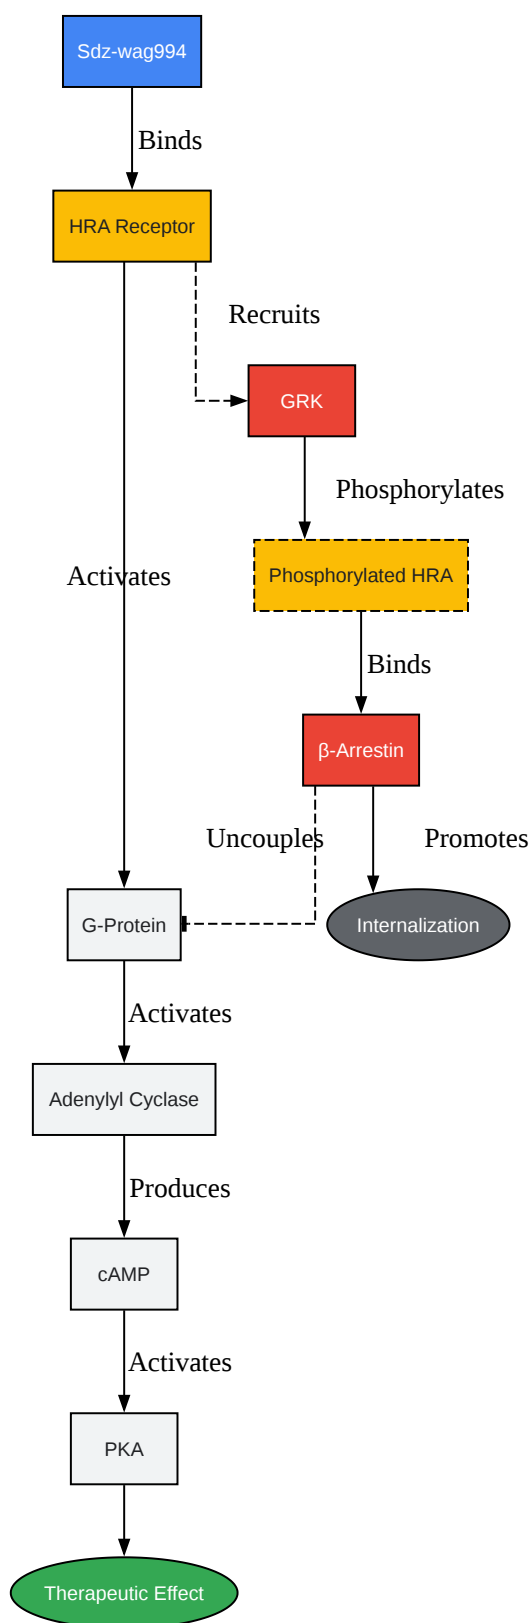 Sdz-wag994
Binds
HRA Receptor
Recruits
GRK
Phosphorylates
Activates
Phosphorylated HRA
Binds
β-Arrestin
Uncouples
Promotes
G-Protein
Internalization
Activates
Adenylyl Cyclase
Produces
cAMP
Activates
PKA
Therapeutic Effect